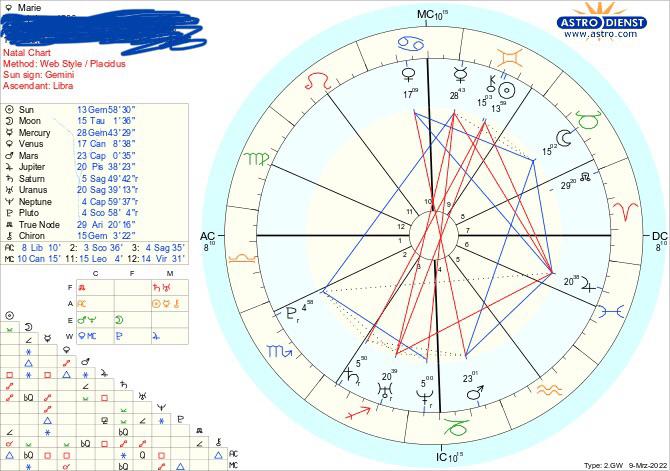 ♀ Marie
Natal Chart
Method: Web Style / Placidus
Sun sign: Gemini
Ascendant: Libra
ASTRO DIENST
www.astro.com
☉ Sun 13 Gem 58'30"
☽ Moon 15 Tau 1'36"
☿ Mercury 28 Gem 43'29"
♀ Venus 17 Can 8'38"
♂ Mars 23 Cap 0'35"
♃ Jupiter 20 Pis 38'23"
♄ Saturn 5 Sag 49'42"r
♅ Uranus 20 Sag 39'13"r
♆ Neptune 4 Cap 59'37"r
♇ Pluto 4 Sco 58' 4"r
☊ True Node 29 Ari 20'16"
⚷ Chiron 15 Gem 3'22"
AC 8 Lib 10' 2: 3 Sco 36' 3: 4 Sag 35'
MC 10 Can 15' 11: 15 Leo 4' 12: 14 Vir 31'
C F M
F
A AC
E
W ♀ MC
MC 10 15
17 09
28 43
15 03
13 59
15 02
29 20
AC
8 10
DC
8 10
20 38
4 58
r
5 50
r
20 39
r
5 00
r
23 01
IC 10 15
10 9
11 8
12 7
1 6
2 5
3 4
AC
MC
Type: 2.GW 9-Mrz-2022